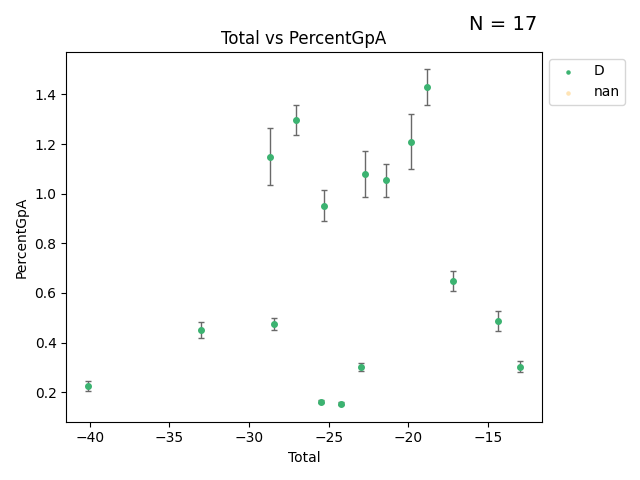 N = 17
Total vs PercentGpA
D
nan
PercentGpA
1.4
1.2
1.0
0.8
0.6
0.4
0.2
−40
−35
−30
−25
−20
−15
Total